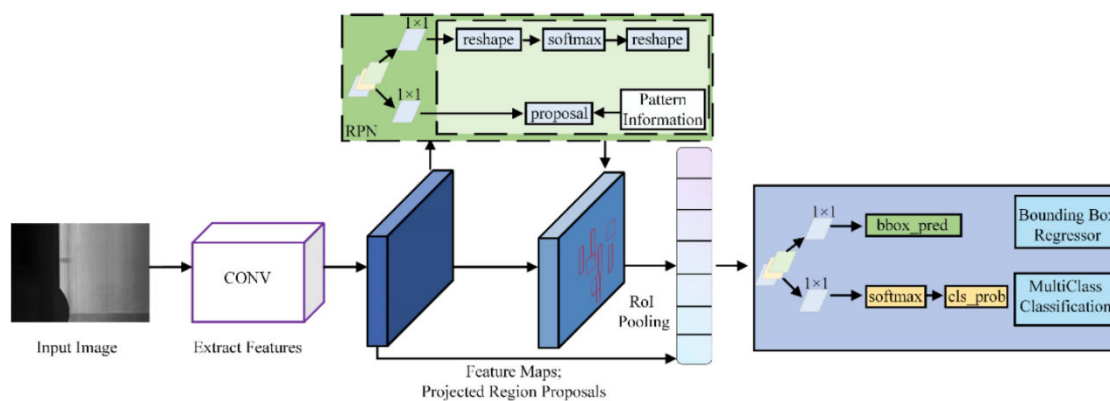 1×1
reshape
softmax
reshape
1×1
proposal
Pattern
Information
RPN
CONV
Input Image
Extract Features
RoI
Pooling
Feature Maps;
Projected Region Proposals
1×1
bbox_pred
Bounding Box
Regressor
1×1
softmax
cls_prob
MultiClass
Classification